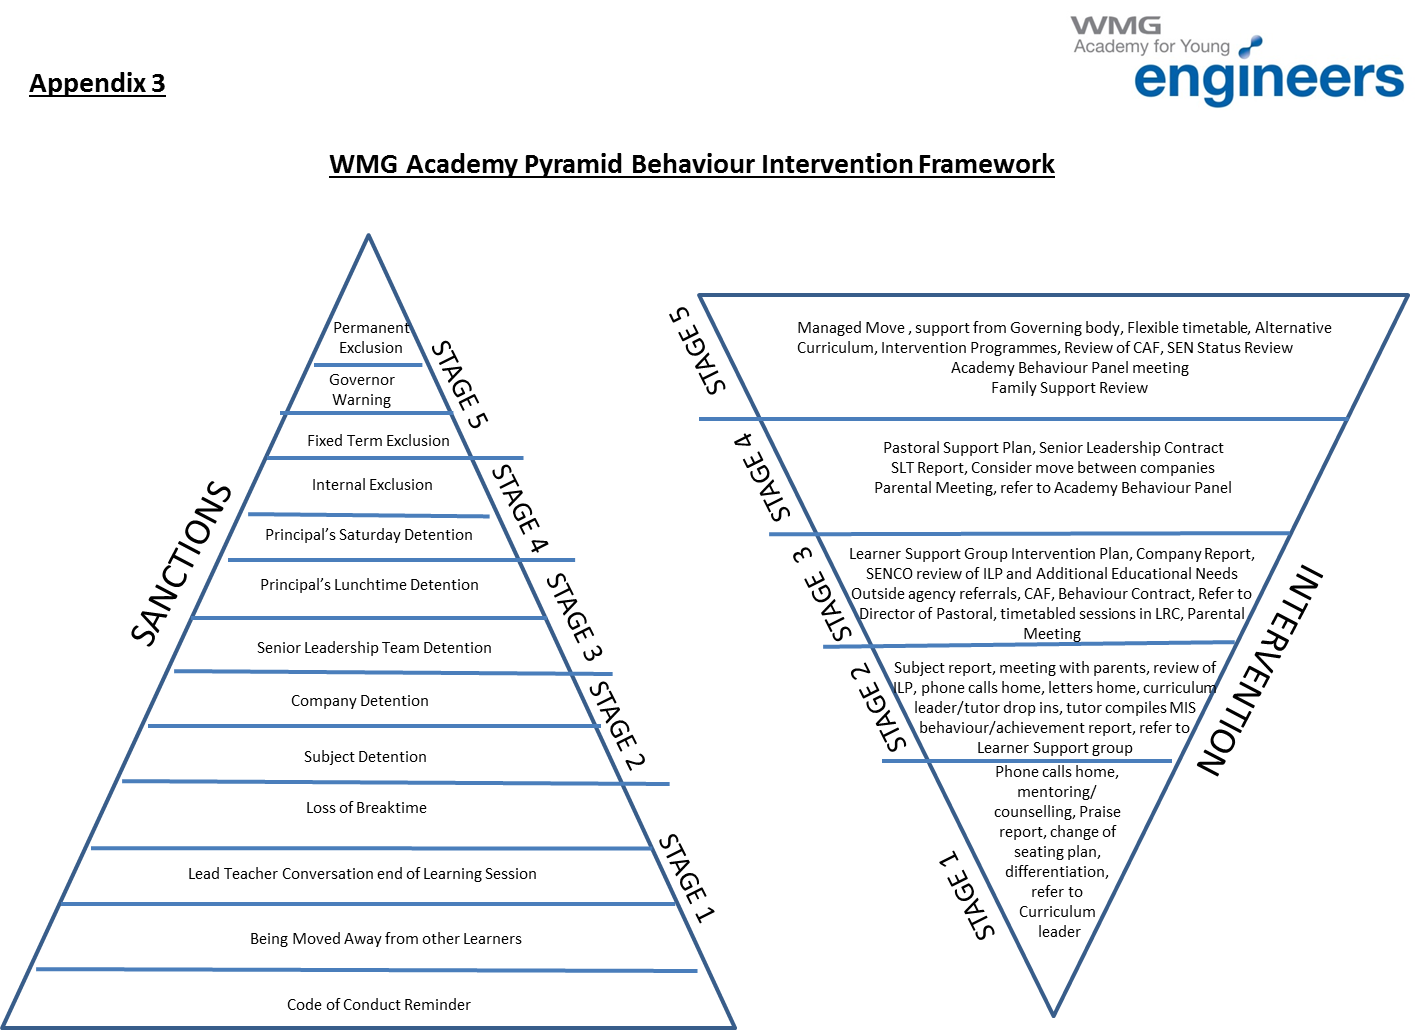 WMG
Academy for Young
engineers
Appendix 3
WMG Academy Pyramid Behaviour Intervention Framework
SANCTIONS
Permanent
Exclusion
Governor
Warning
Fixed Term Exclusion
STAGE 5
Internal Exclusion
Principal's Saturday Detention
STAGE 4
Principal's Lunchtime Detention
Senior Leadership Team Detention
STAGE 3
Company Detention
Subject Detention
STAGE 2
Loss of Breaktime
Lead Teacher Conversation end of Learning Session
Being Moved Away from other Learners
Code of Conduct Reminder
STAGE 1
INTERVENTION
STAGE 5
Managed Move , support from Governing body, Flexible timetable, Alternative
Curriculum, Intervention Programmes, Review of CAF, SEN Status Review
Academy Behaviour Panel meeting
Family Support Review
STAGE 4
Pastoral Support Plan, Senior Leadership Contract
SLT Report, Consider move between companies
Parental Meeting, refer to Academy Behaviour Panel
STAGE 3
Learner Support Group Intervention Plan, Company Report,
SENCO review of ILP and Additional Educational Needs
Outside agency referrals, CAF, Behaviour Contract, Refer to
Director of Pastoral, timetabled sessions in LRC, Parental
Meeting
STAGE 2
Subject report, meeting with parents, review of
ILP, phone calls home, letters home, curriculum
leader/tutor drop ins, tutor compiles MIS
behaviour/achievement report, refer to
Learner Support group
STAGE 1
Phone calls home,
mentoring/
counselling, Praise
report, change of
seating plan,
differentiation,
refer to
Curriculum
leader